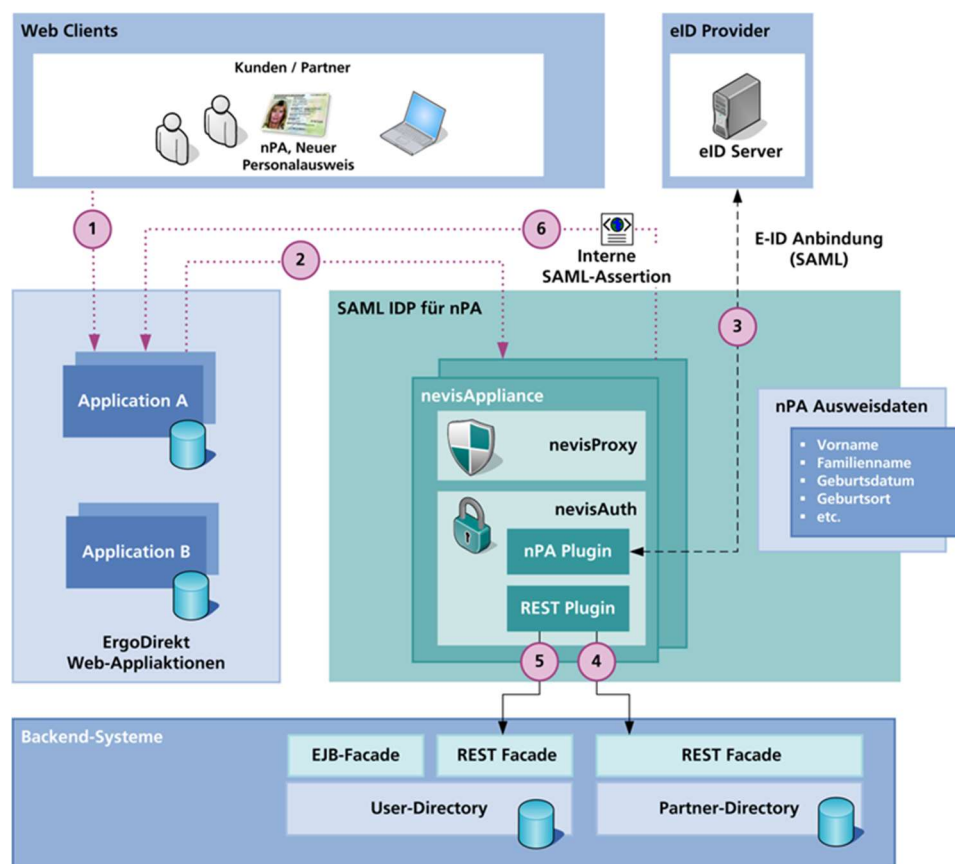 Web Clients
Kunden / Partner
nPA, Neuer
Personalausweis
eID Provider
eID Server
1
2
6
Interne
SAML-Assertion
E-ID Anbindung
(SAML)
3
SAML IDP für nPA
Application A
Application B
ErgoDirekt
Web-Appliaktionen
nevisAppliance
nevisProxy
nevisAuth
nPA Plugin
REST Plugin
5
4
nPA Ausweisdaten
▪ Vorname
▪ Familienname
▪ Geburtsdatum
▪ Geburtsort
▪ etc.
Backend-Systeme
EJB-Facade
REST Facade
REST Facade
User-Directory
Partner-Directory